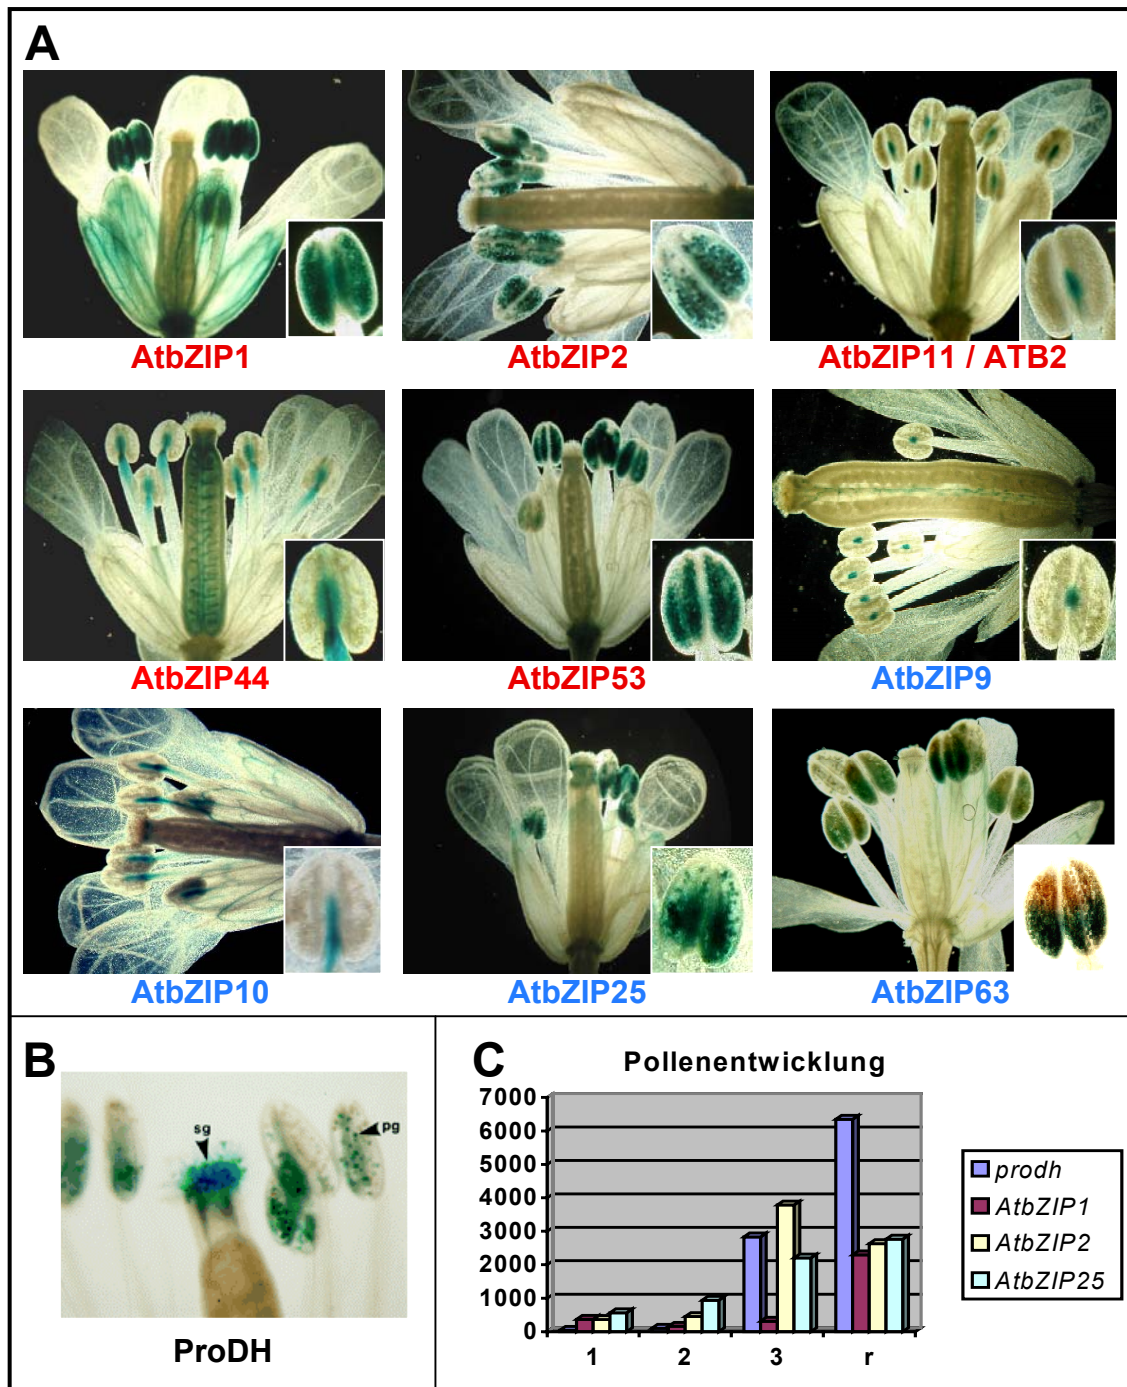 A
AtbZIP1
AtbZIP2
AtbZIP11 / ATB2
AtbZIP44
AtbZIP53
AtbZIP9
AtbZIP10
AtbZIP25
AtbZIP63
B
sg
pg
ProDH
C
Pollenentwicklung
7000
6000
5000
4000
3000
2000
1000
0
1 2 3 r
prodh
AtbZIP1
AtbZIP2
AtbZIP25